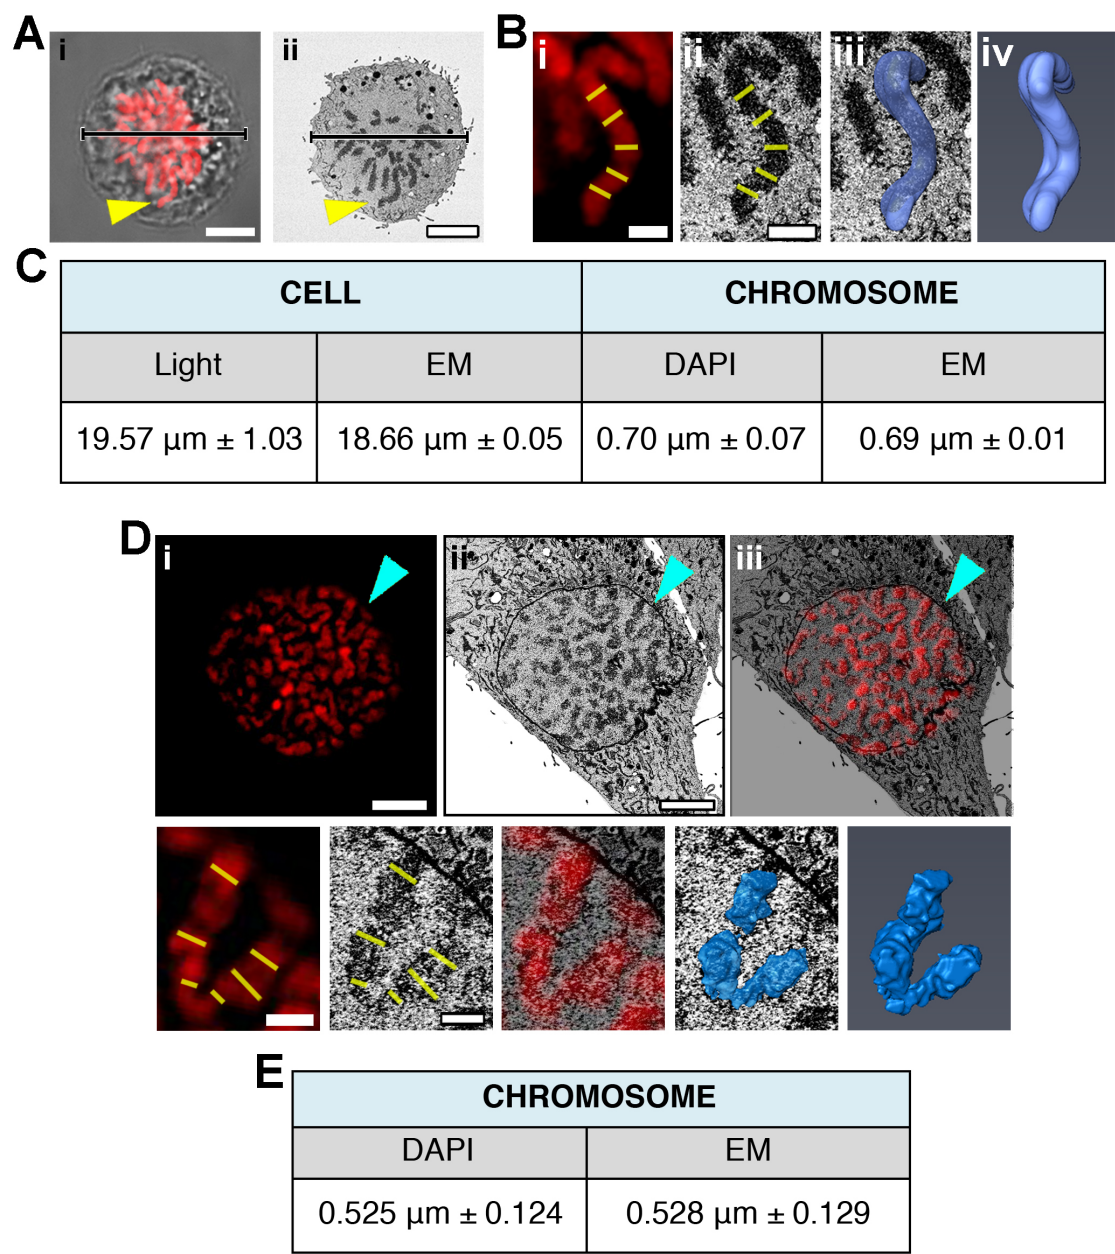 A
i
ii
B
i
ii
iii
iv
C
CELL CHROMOSOME
Light EM DAPI EM
19.57 µm ± 1.03 18.66 µm ± 0.05 0.70 µm ± 0.07 0.69 µm ± 0.01
D
i
ii
iii
E
CHROMOSOME
DAPI EM
0.525 µm ± 0.124 0.528 µm ± 0.129